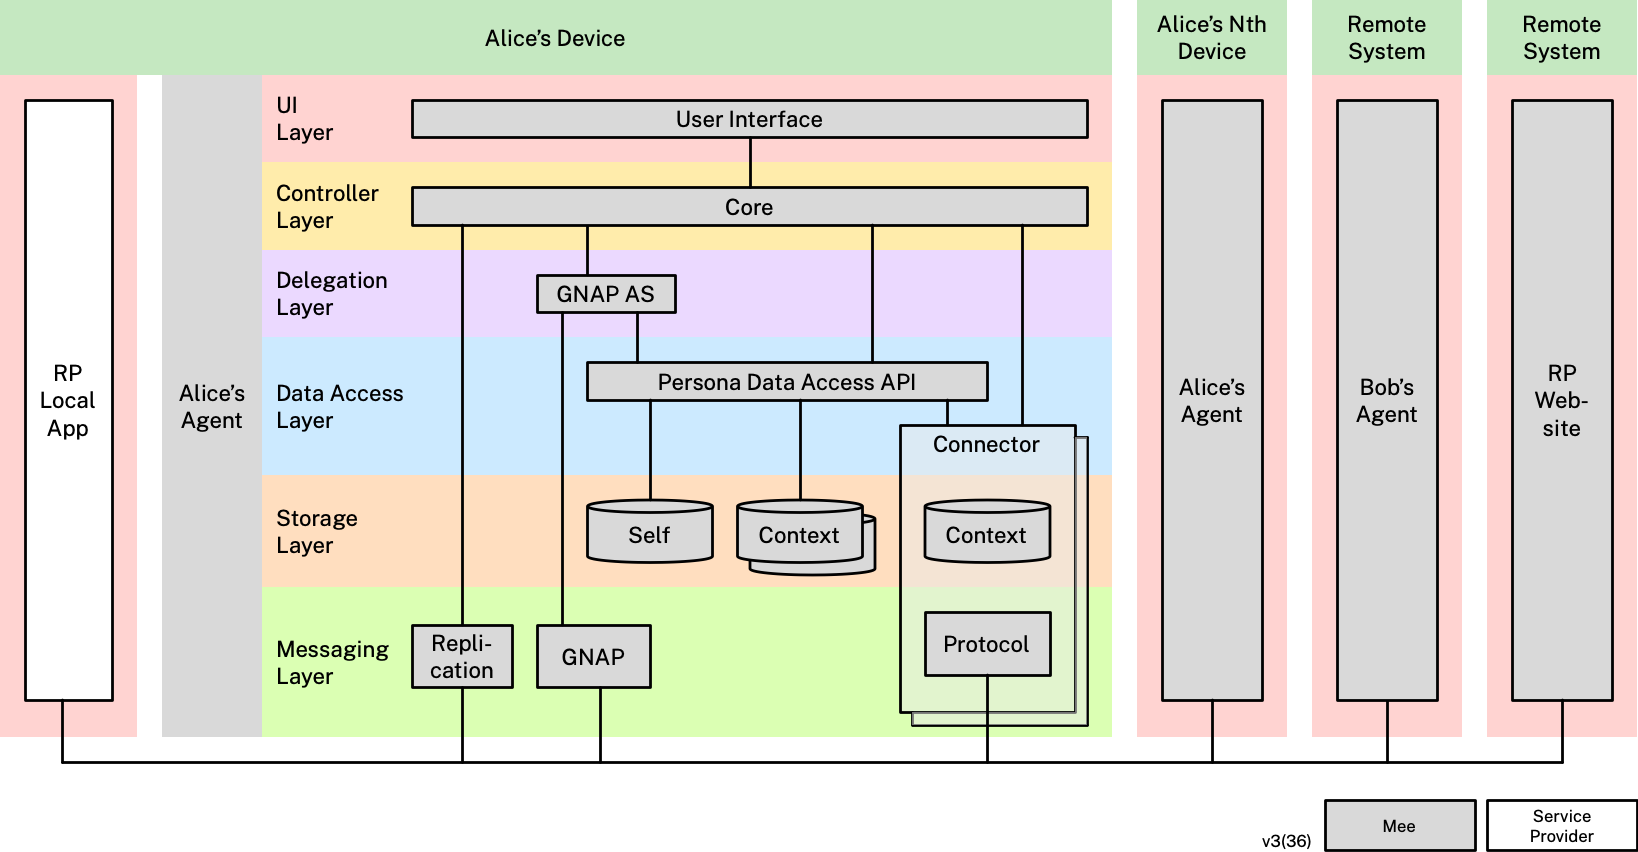 Alice's Device
Alice's Nth
Device
Remote
System
Remote
System
UI
Layer
User Interface
Controller
Layer
Core
Delegation
Layer
GNAP AS
RP
Local
App
Alice's
Agent
Data Access
Layer
Persona Data Access API
Connector
Alice's
Agent
Bob's
Agent
RP
Web-
site
Storage
Layer
Self
Context
Context
Messaging
Layer
Repli-
cation
GNAP
Protocol
v3(36)
Mee
Service
Provider